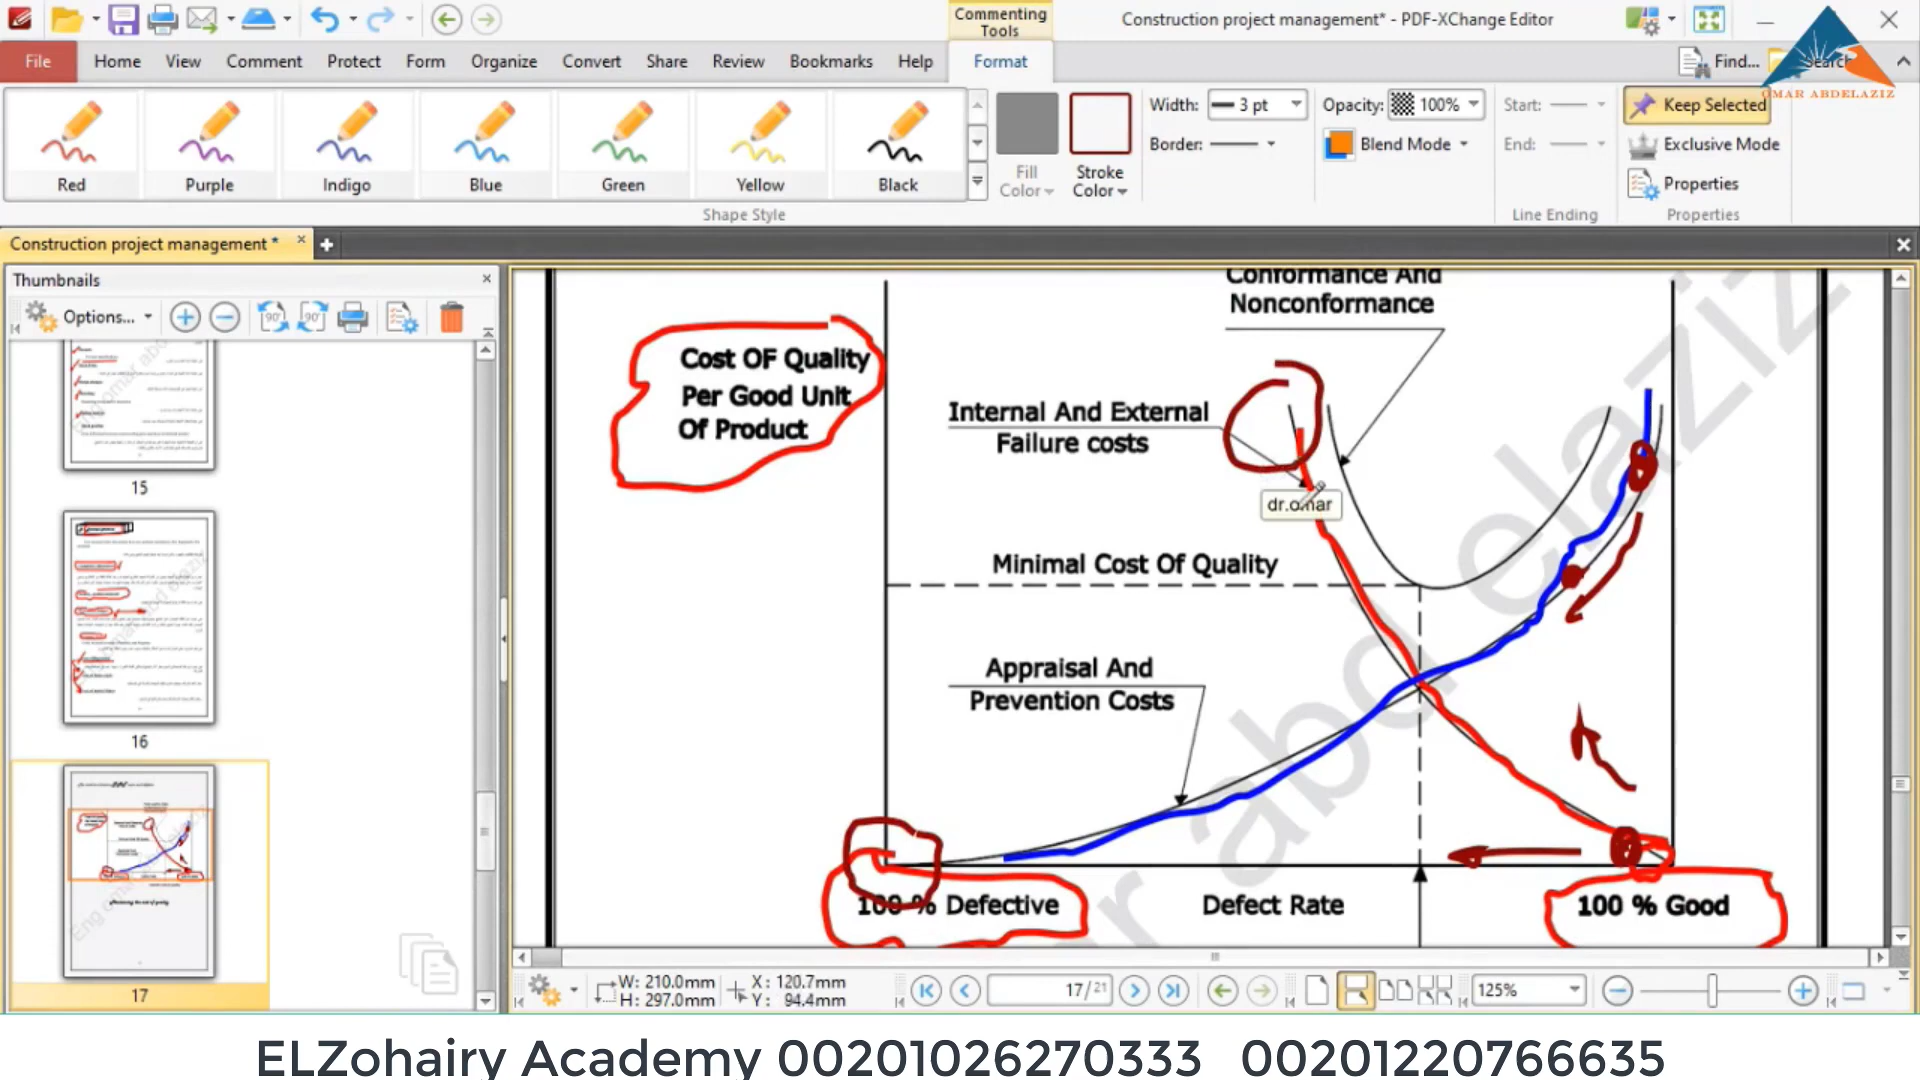 Commenting
Tools
Construction project management* - PDF-XChange Editor
File
Home
View
Comment
Protect
Form
Organize
Convert
Share
Review
Bookmarks
Help
Format
Find...
Search
OMAR ABDELAZIZ
Red
Purple
Indigo
Blue
Green
Yellow
Black
Shape Style
Fill
Color
Stroke
Color
Width: 3 pt
Border:
Opacity: 100%
Blend Mode
Start:
End:
Line Ending
Keep Selected
Exclusive Mode
Properties
Properties
Construction project management *
Thumbnails
Options...
90°
90°
15
16
17
Conformance And
Nonconformance
Cost OF Quality
Per Good Unit
Of Product
Internal And External
Failure costs
dr.omar
Minimal Cost Of Quality
Appraisal And
Prevention Costs
100 % Defective
Defect Rate
100 % Good
abd elaziz
W: 210.0mm
H: 297.0mm
X: 120.7mm
Y: 94.4mm
17/21
125%
ELZohairy Academy 00201026270333 00201220766635